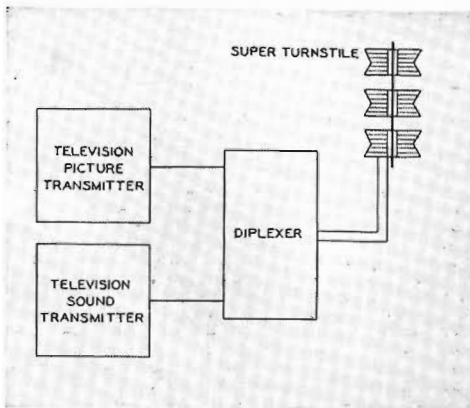 SUPER TURNSTILE
TELEVISION
PICTURE
TRANSMITTER
DIPLEXER
TELEVISION
SOUND
TRANSMITTER